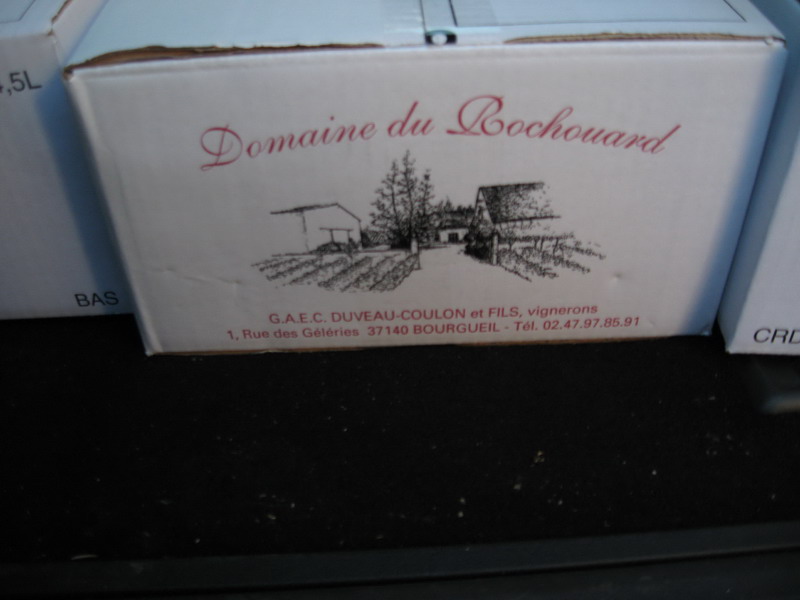 ,5L
Domaine du Rochouard
G.A.E.C. DUVEAU-COULON et FILS, vignerons
1, Rue des Géléries 37140 BOURGUEIL - Tél. 02.47.97.85.91
BAS
CRD